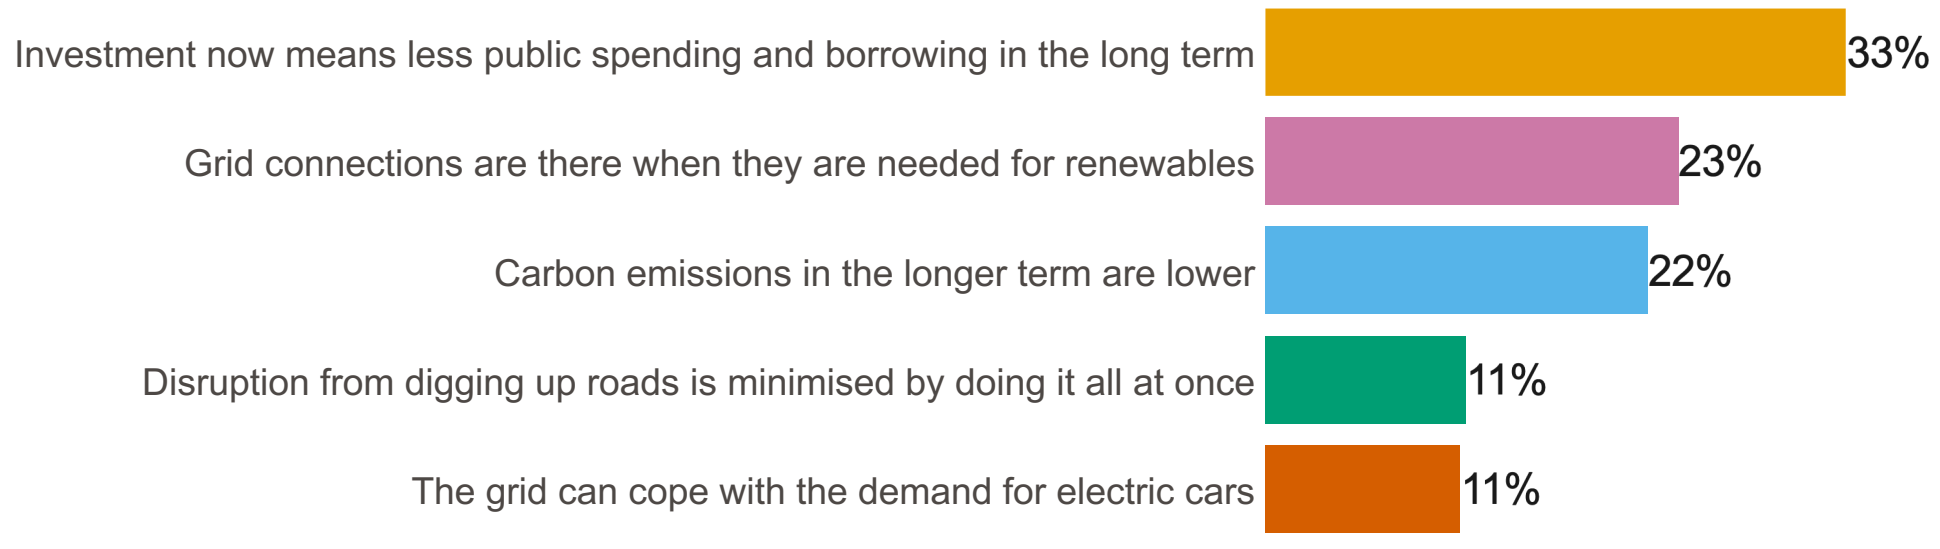 Investment now means less public spending and borrowing in the long term 33%
Grid connections are there when they are needed for renewables 23%
Carbon emissions in the longer term are lower 22%
Disruption from digging up roads is minimised by doing it all at once 11%
The grid can cope with the demand for electric cars 11%